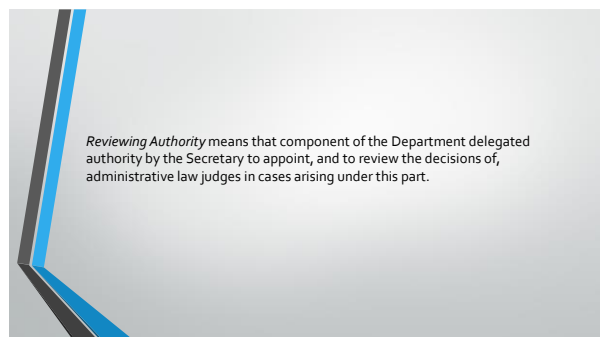 Reviewing Authority means that component of the Department delegated
authority by the Secretary to appoint, and to review the decisions of,
administrative law judges in cases arising under this part.